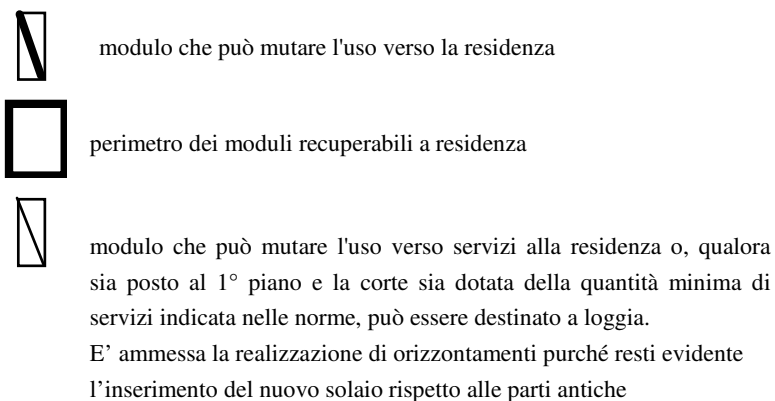 modulo che può mutare l'uso verso la residenza
perimetro dei moduli recuperabili a residenza
modulo che può mutare l'uso verso servizi alla residenza o, qualora
sia posto al 1° piano e la corte sia dotata della quantità minima di
servizi indicata nelle norme, può essere destinato a loggia.
E’ ammessa la realizzazione di orizzontamenti purché resti evidente
l’inserimento del nuovo solaio rispetto alle parti antiche